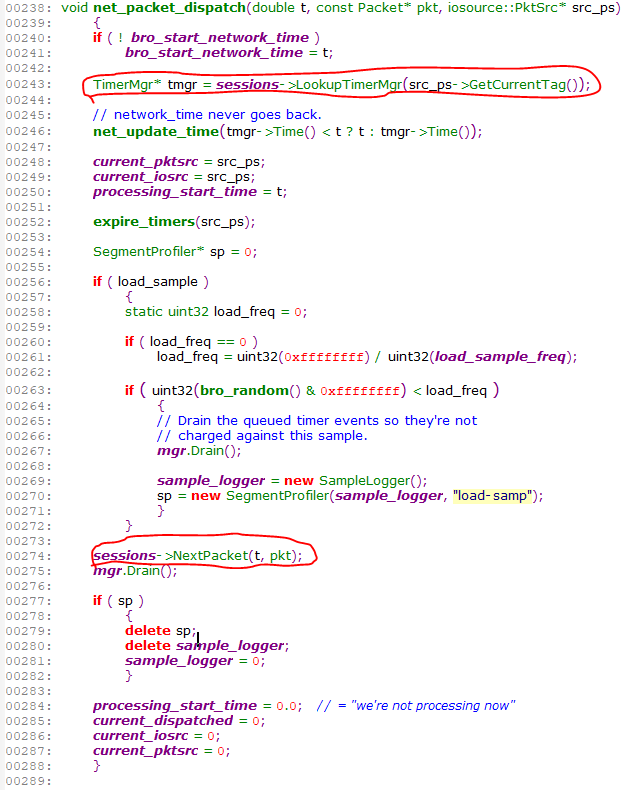 00238: void net_packet_dispatch(double t, const Packet* pkt, iosource::PktSrc* src_ps)
00239: {
00240: if ( ! bro_start_network_time )
00241: bro_start_network_time = t;
00242:
00243: TimerMgr* tmgr = sessions->LookupTimerMgr(src_ps->GetCurrentTag());
00244:
00245: // network_time never goes back.
00246: net_update_time(tmgr->Time() < t ? t : tmgr->Time());
00247:
00248: current_pktsrc = src_ps;
00249: current_iosrc = src_ps;
00250: processing_start_time = t;
00251:
00252: expire_timers(src_ps);
00253:
00254: SegmentProfiler* sp = 0;
00255:
00256: if ( load_sample )
00257: {
00258: static uint32 load_freq = 0;
00259:
00260: if ( load_freq == 0 )
00261: load_freq = uint32(0xffffffff) / uint32(load_sample_freq);
00262:
00263: if ( uint32(bro_random() & 0xffffffff) < load_freq )
00264: {
00265: // Drain the queued timer events so they're not
00266: // charged against this sample.
00267: mgr.Drain();
00268:
00269: sample_logger = new SampleLogger();
00270: sp = new SegmentProfiler(sample_logger, "load-samp");
00271: }
00272: }
00273:
00274: sessions->NextPacket(t, pkt);
00275: mgr.Drain();
00276:
00277: if ( sp )
00278: {
00279: delete sp;
00280: delete sample_logger;
00281: sample_logger = 0;
00282: }
00283:
00284: processing_start_time = 0.0; // = "we're not processing now"
00285: current_dispatched = 0;
00286: current_iosrc = 0;
00287: current_pktsrc = 0;
00288: }
00289: